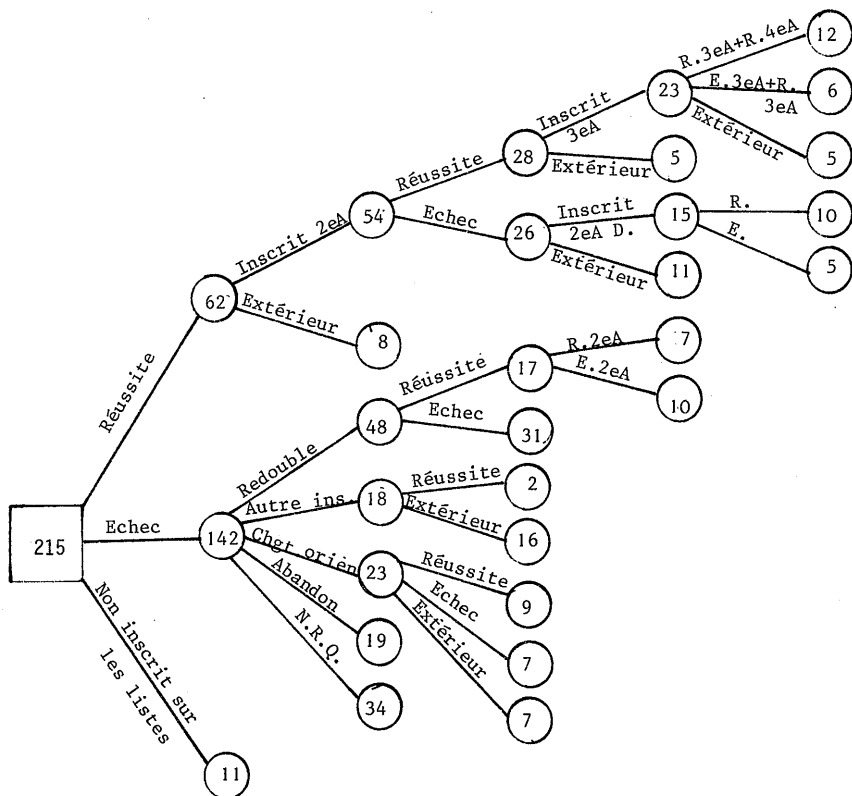 R.3eA+R.4eA
12
E.3eA+R.
3eA
6
23
Extérieur
5
Inscrit
3eA
28
Extérieur
5
Réussite
54
Echec
26
Inscrit
2eA D.
15
R.
10
E.
5
Extérieur
11
Inscrit 2eA
62
Extérieur
8
Réussite
215
Echec
142
Redouble
48
Réussite
17
R.2eA
7
E.2eA
10
Echec
31
Autre ins.
18
Réussite
2
Extérieur
16
Chgt orien
23
Réussite
9
Echec
7
Extérieur
7
Abandon
19
N.R.Q.
34
Non inscrit sur
les listes
11